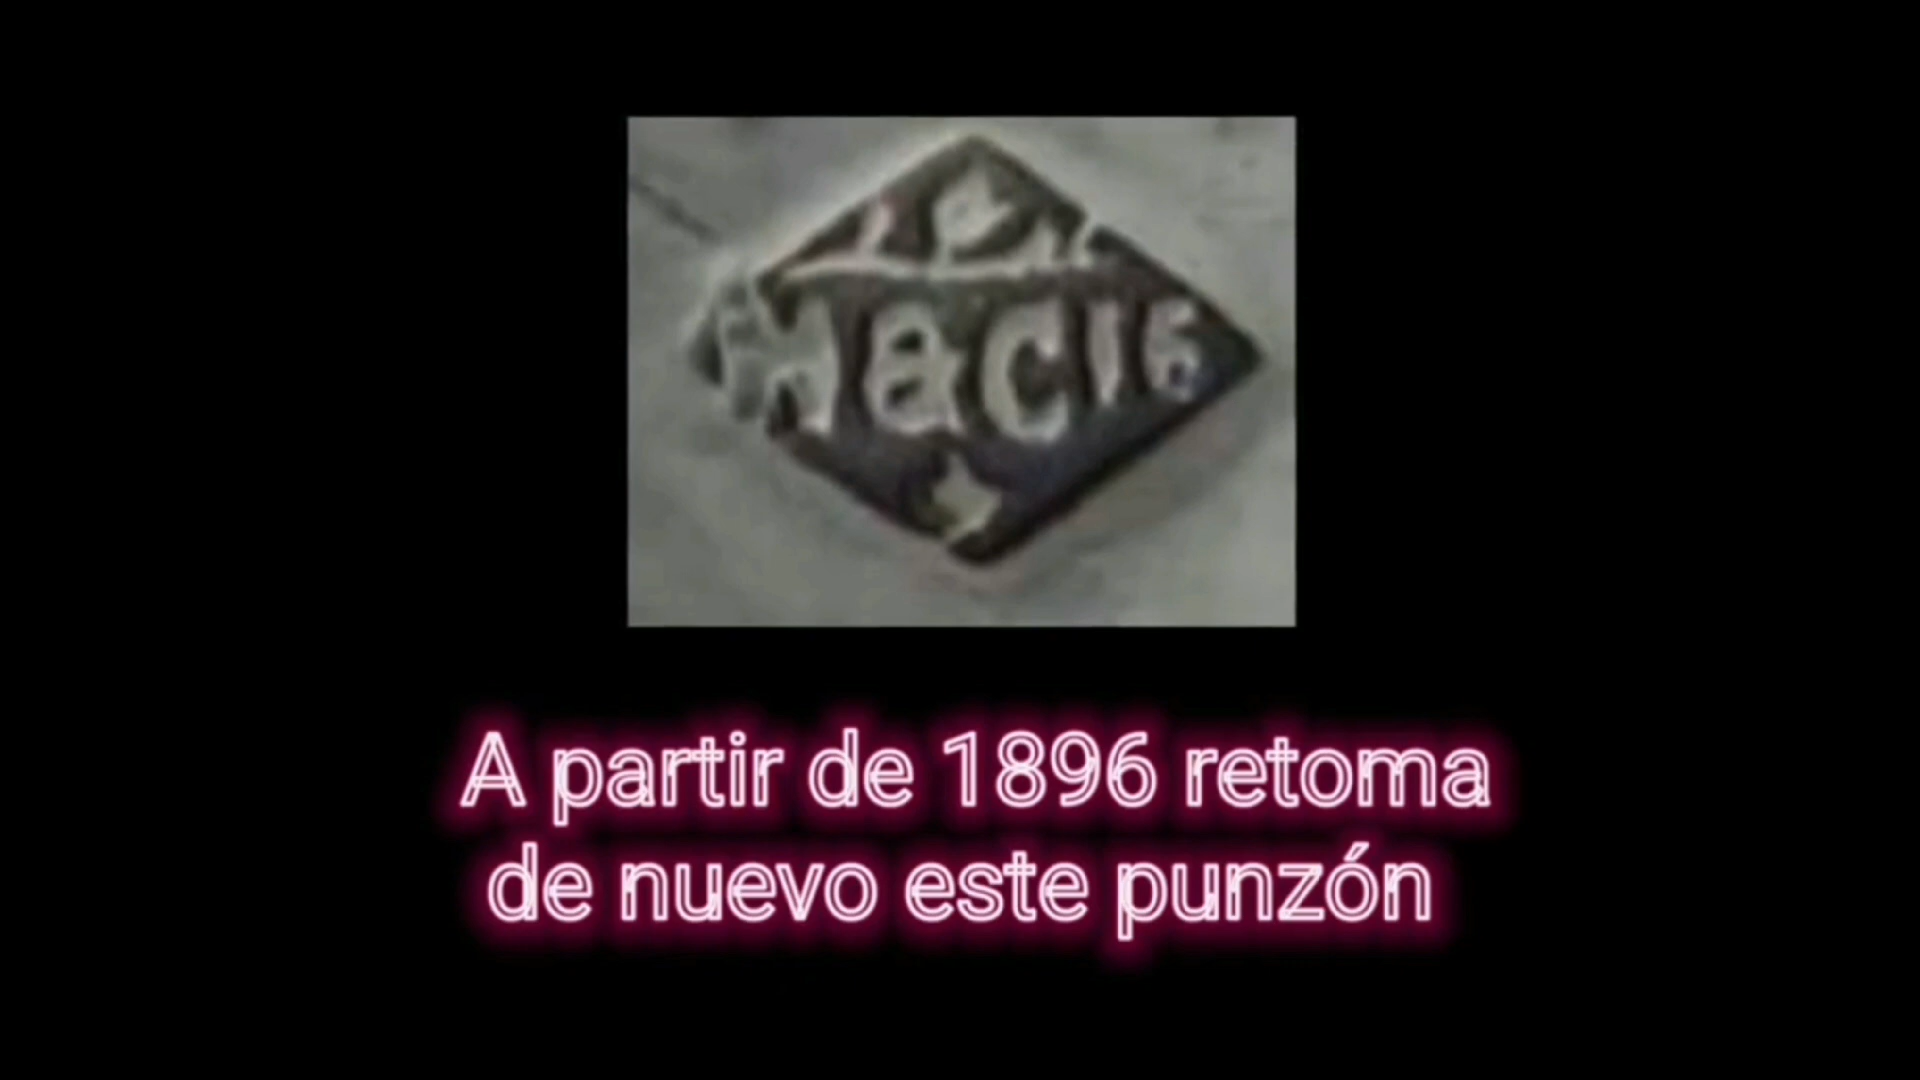 A partir de 1896 retoma
de nuevo este punzón